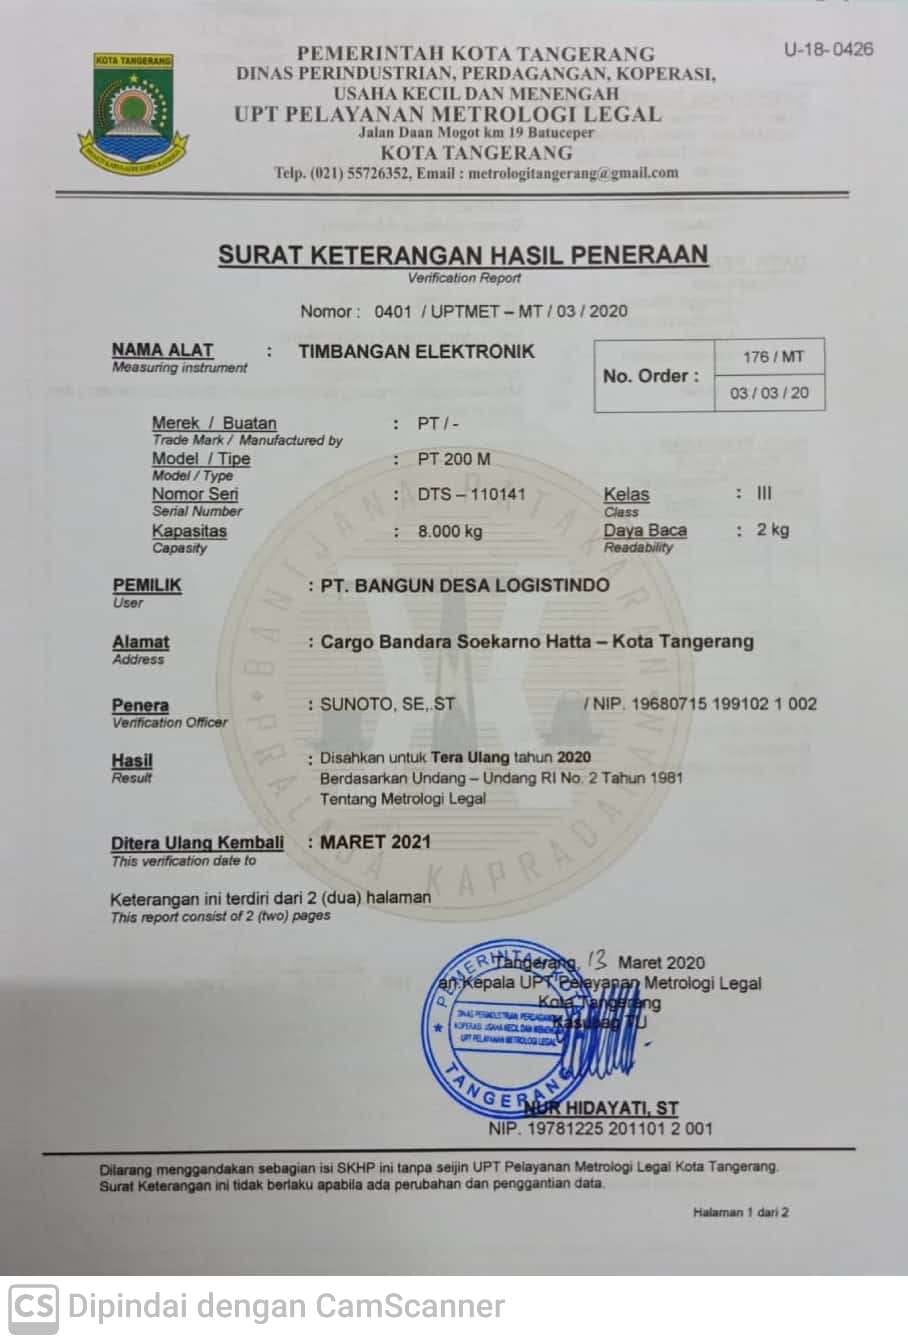 U-18-0426
KOTA TANGERANG
PEMERINTAH KOTA TANGERANG
DINAS PERINDUSTRIAN, PERDAGANGAN, KOPERASI,
USAHA KECIL DAN MENENGAH
UPT PELAYANAN METROLOGI LEGAL
Jalan Daan Mogot km 19 Batuceper
KOTA TANGERANG
Telp. (021) 55726352, Email : metrologitangerang@gmail.com
SURAT KETERANGAN HASIL PENERAAN
Verification Report
Nomor : 0401 / UPTMET – MT / 03 / 2020
NAMA ALAT : TIMBANGAN ELEKTRONIK
Measuring instrument
No. Order : 176 / MT
03 / 03 / 20
Merek / Buatan : PT / -
Trade Mark / Manufactured by
Model / Tipe : PT 200 M
Model / Type
Nomor Seri : DTS – 110141 Kelas : III
Serial Number Class
Kapasitas : 8.000 kg Daya Baca : 2 kg
Capasity Readability
PEMILIK : PT. BANGUN DESA LOGISTINDO
User
Alamat : Cargo Bandara Soekarno Hatta – Kota Tangerang
Address
Penera : SUNOTO, SE,.ST / NIP. 19680715 199102 1 002
Verification Officer
Hasil : Disahkan untuk Tera Ulang tahun 2020
Result Berdasarkan Undang – Undang RI No. 2 Tahun 1981
Tentang Metrologi Legal
Ditera Ulang Kembali : MARET 2021
This verification date to
Keterangan ini terdiri dari 2 (dua) halaman
This report consist of 2 (two) pages
Tangerang, 13 Maret 2020
an.Kepala UPT Pelayanan Metrologi Legal
Kota Tangerang
Kasubag TU
PEMERINTAH KOTA
DINAS PERINDUSTRIAN, PERDAGANGAN
KOPERASI, USAHA KECIL DAN MENENGAH
UPT PELAYANAN METROLOGI LEGAL
TANGERANG
NUR HIDAYATI, ST
NIP. 19781225 201101 2 001
Dilarang menggandakan sebagian isi SKHP ini tanpa seijin UPT Pelayanan Metrologi Legal Kota Tangerang.
Surat Keterangan ini tidak berlaku apabila ada perubahan dan penggantian data.
Halaman 1 dari 2
CS Dipindai dengan CamScanner